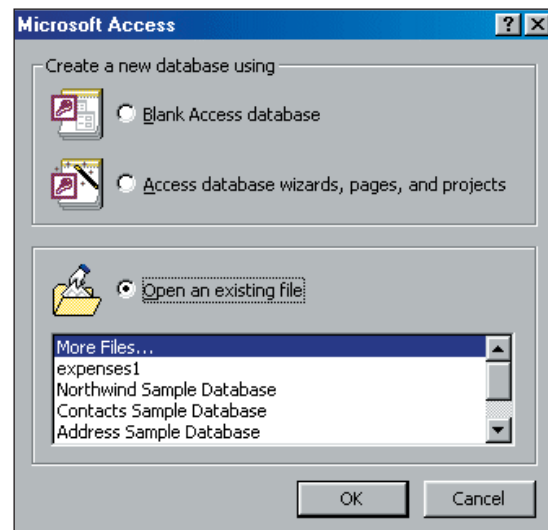 Microsoft Access
Create a new database using
Blank Access database
Access database wizards, pages, and projects
Open an existing file
More Files...
expenses1
Northwind Sample Database
Contacts Sample Database
Address Sample Database
OK
Cancel